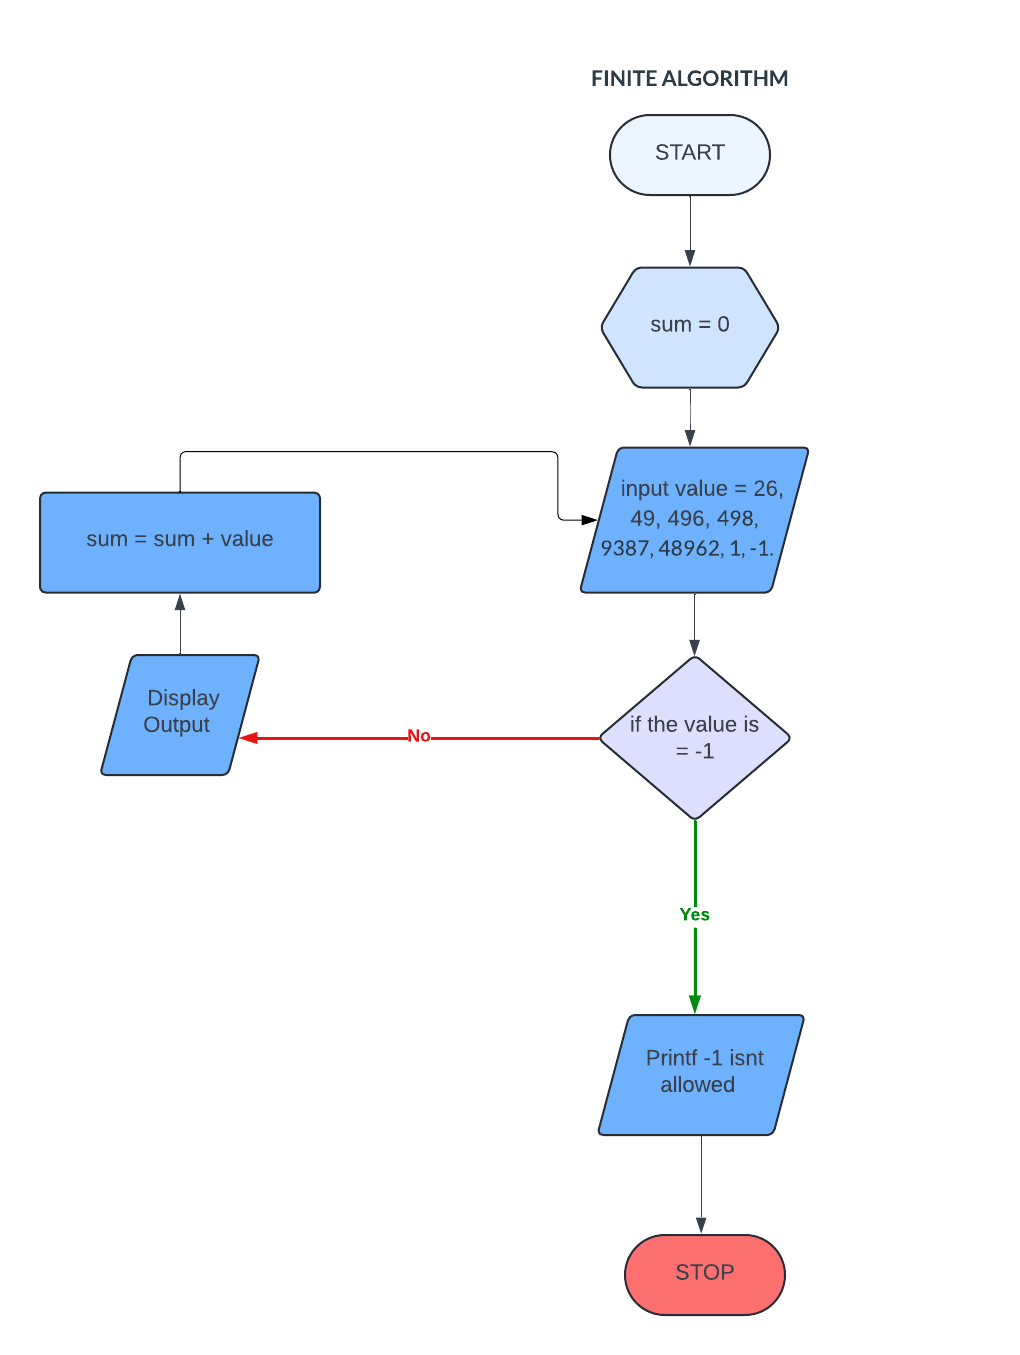 FINITE ALGORITHM
START
sum = 0
input value = 26,
49, 496, 498,
9387, 48962, 1, -1.
sum = sum + value
Display
Output
No
if the value is
= -1
Yes
Printf -1 isnt
allowed
STOP